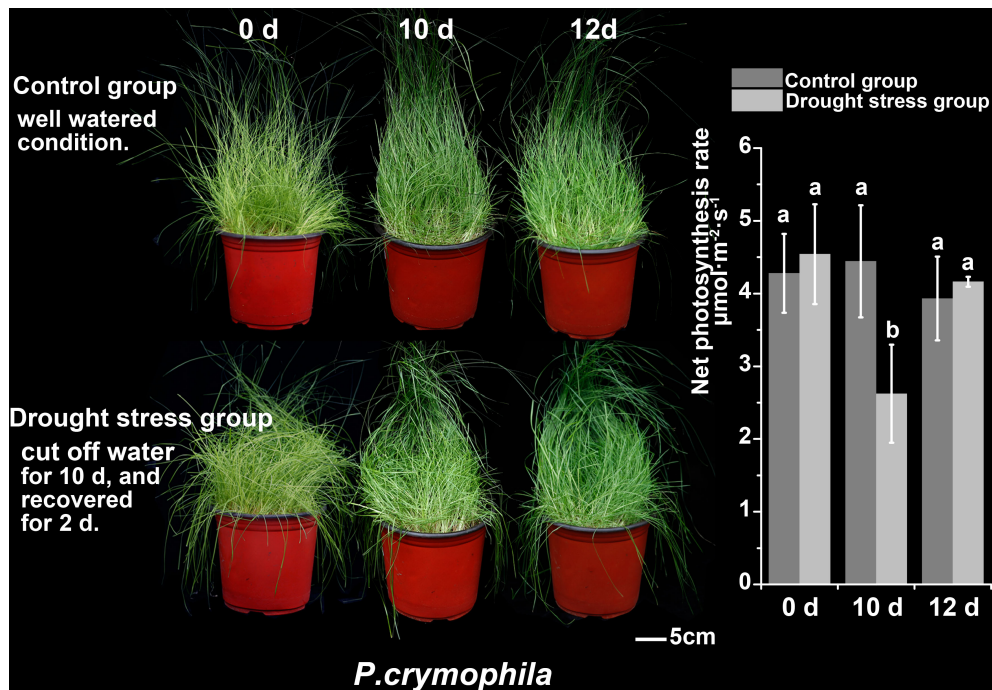 0 d
10 d
12d
Control group
well watered
condition.
Drought stress group
cut off water
for 10 d, and
recovered
for 2 d.
5cm
P.crymophila
Control group
Drought stress group
Net photosynthesis rate
μmol·m⁻²·s⁻¹
6
5
4
3
2
1
0
a
a
a
b
a
a
0 d
10 d
12 d